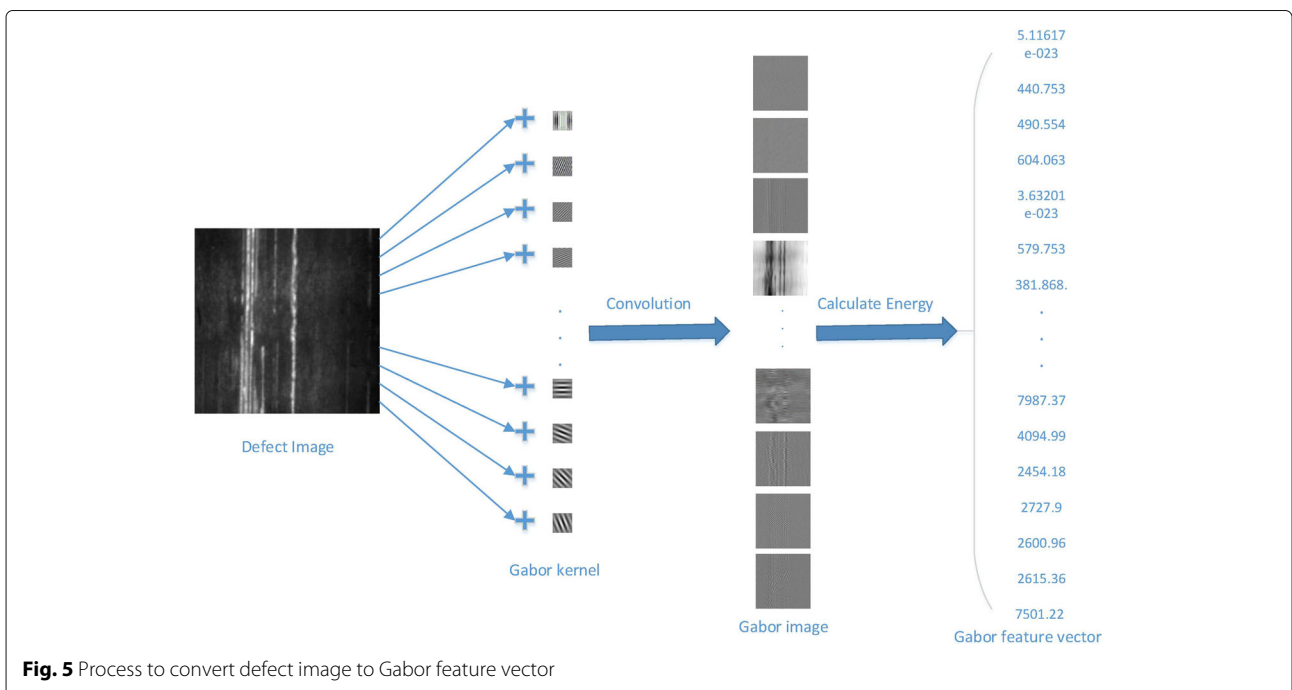 Defect Image
Gabor kernel
Convolution
Gabor image
Calculate Energy
5.11617
e-023
440.753
490.554
604.063
3.63201
e-023
579.753
381.868.
.
.
.
7987.37
4094.99
2454.18
2727.9
2600.96
2615.36
7501.22
Gabor feature vector
Fig. 5 Process to convert defect image to Gabor feature vector